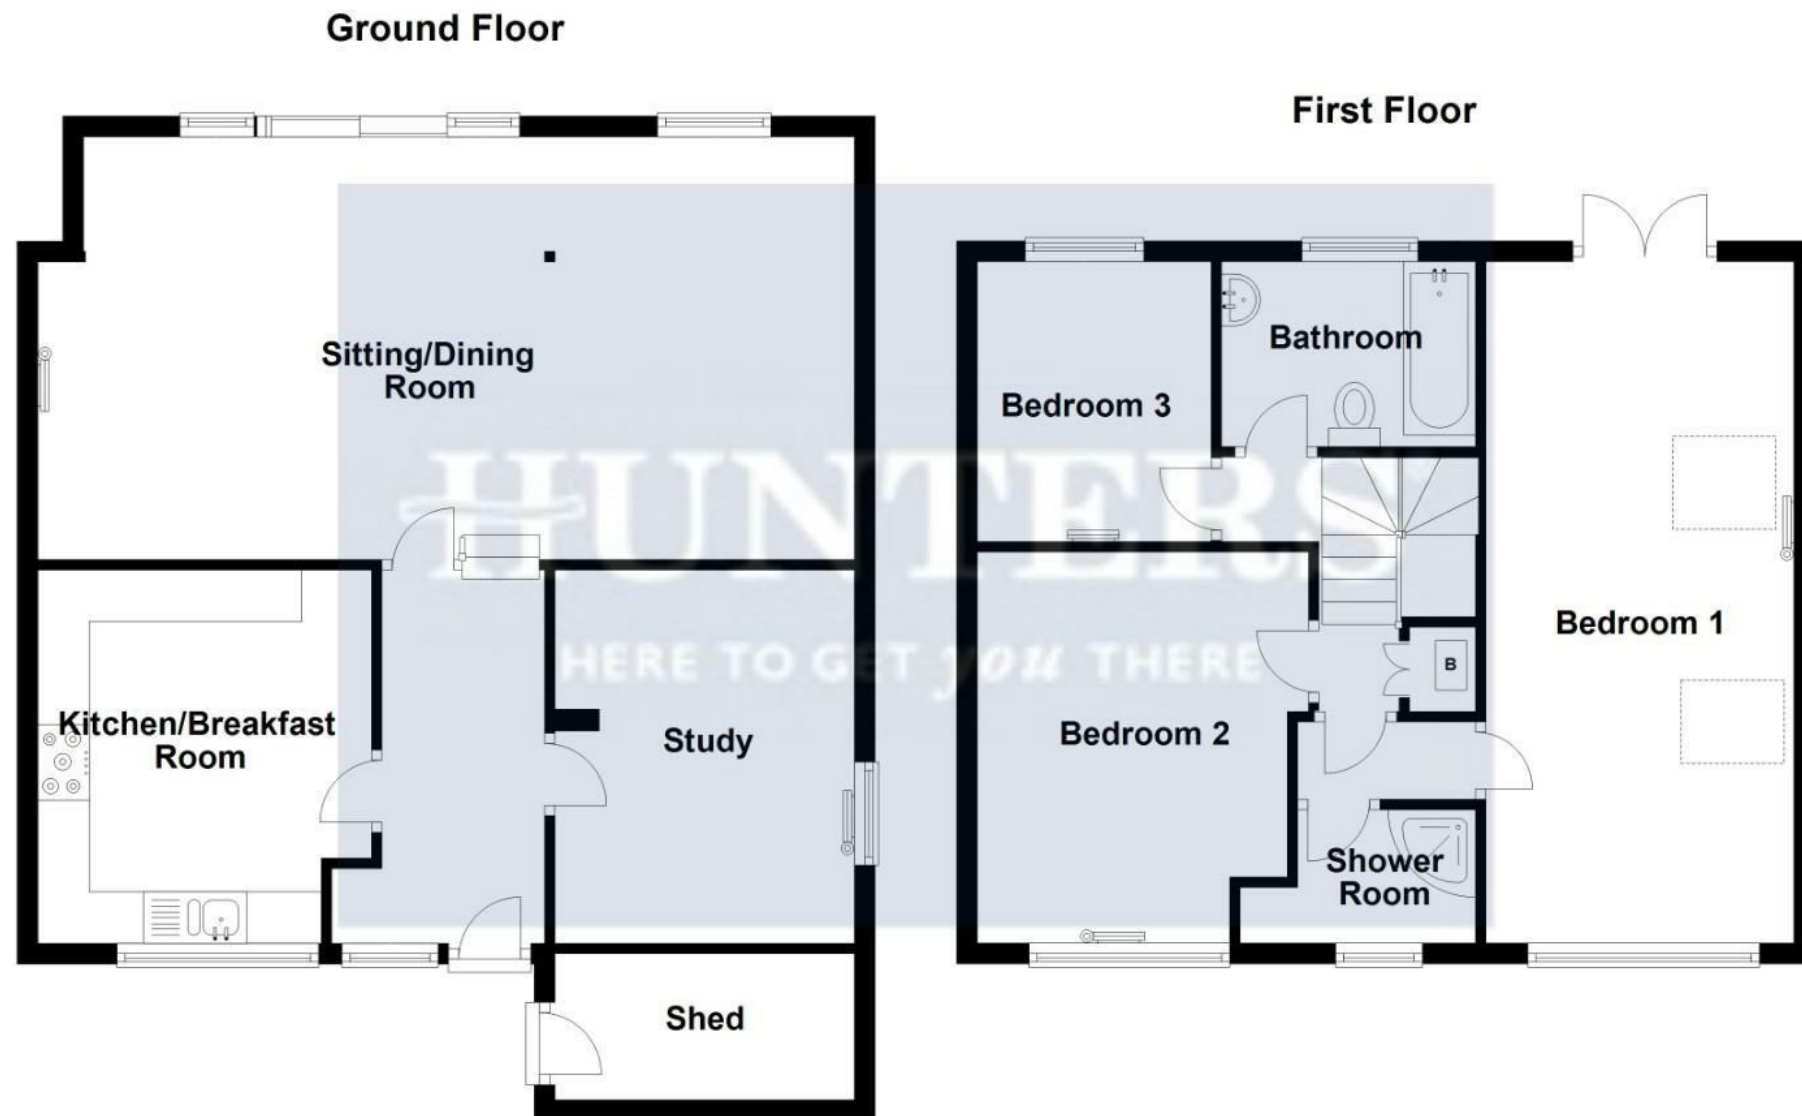 Ground Floor
First Floor
Sitting/Dining
Room
Bathroom
Bedroom 3
HUNTERS
HERE TO GET you THERE
Bedroom 1
B
Kitchen/Breakfast
Room
Study
Bedroom 2
Shower
Room
Shed